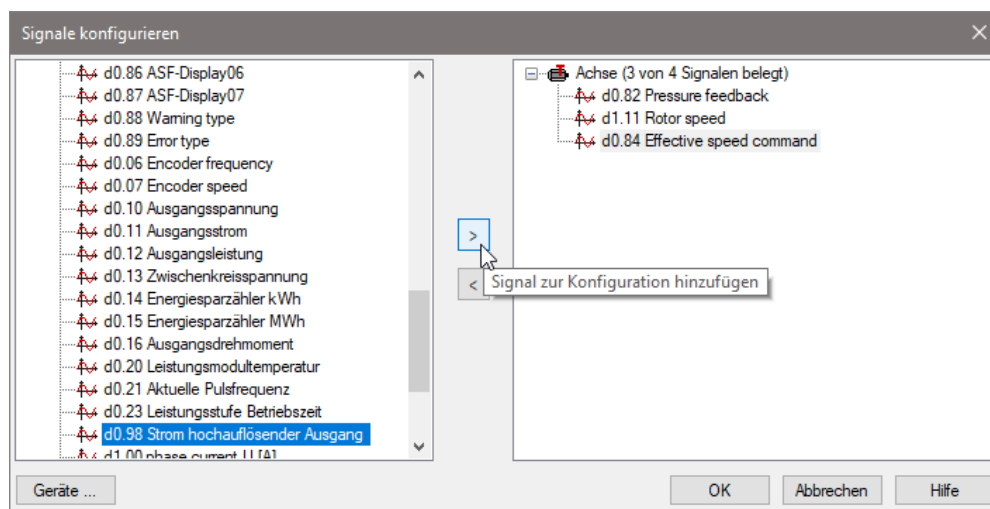 Signale konfigurieren
d0.86 ASF-Display06
d0.87 ASF-Display07
d0.88 Warning type
d0.89 Error type
d0.06 Encoder frequency
d0.07 Encoder speed
d0.10 Ausgangsspannung
d0.11 Ausgangsstrom
d0.12 Ausgangsleistung
d0.13 Zwischenkreisspannung
d0.14 Energiesparzähler kWh
d0.15 Energiesparzähler MWh
d0.16 Ausgangsdrehmoment
d0.20 Leistungsmodultemperatur
d0.21 Aktuelle Pulsfrequenz
d0.23 Leistungsstufe Betriebszeit
d0.98 Strom hochauflösender Ausgang
d1.00 phase current U [A]
>
<
Signal zur Konfiguration hinzufügen
Achse (3 von 4 Signalen belegt)
d0.82 Pressure feedback
d1.11 Rotor speed
d0.84 Effective speed command
Geräte ...
OK
Abbrechen
Hilfe